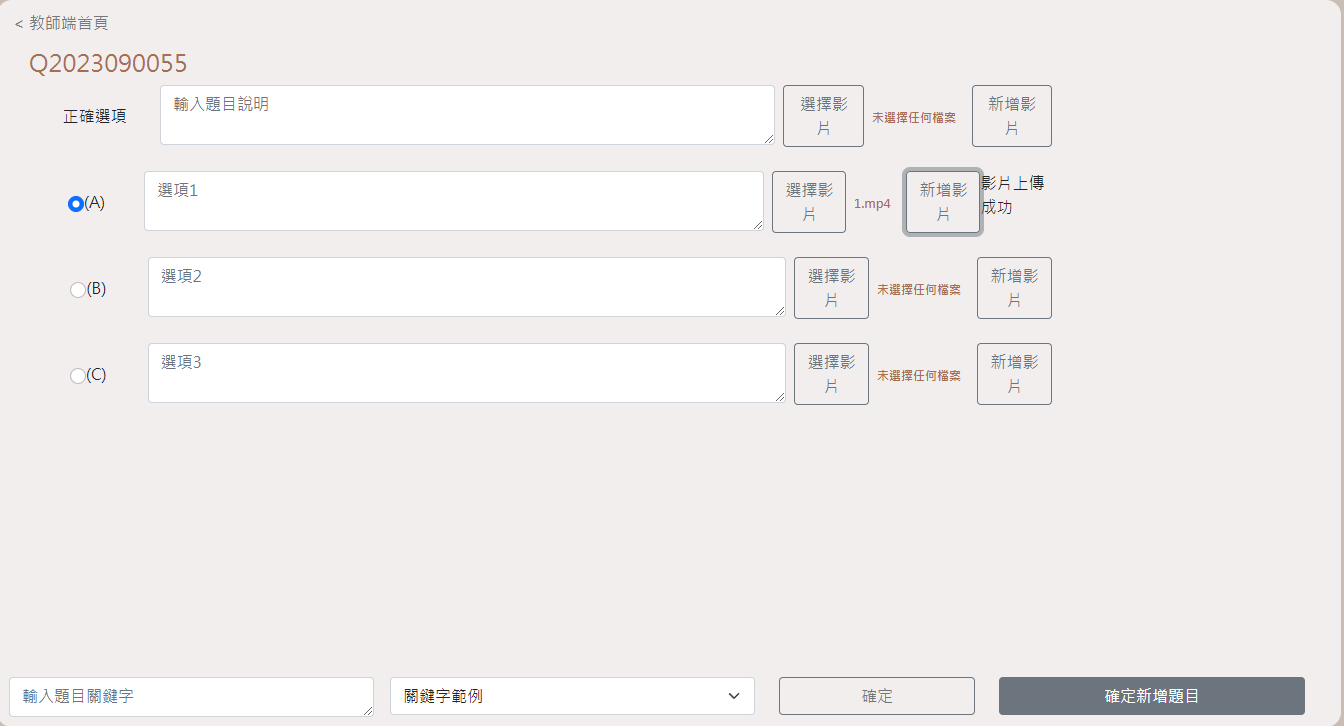 < 教師端首頁
Q2023090055
正確選項
輸入題目說明
選擇影
片
未選擇任何檔案
新增影
片
(A)
選項1
選擇影
片
1.mp4
新增影
片
影片上傳
成功
(B)
選項2
選擇影
片
未選擇任何檔案
新增影
片
(C)
選項3
選擇影
片
未選擇任何檔案
新增影
片
輸入題目關鍵字
關鍵字範例
確定
確定新增題目